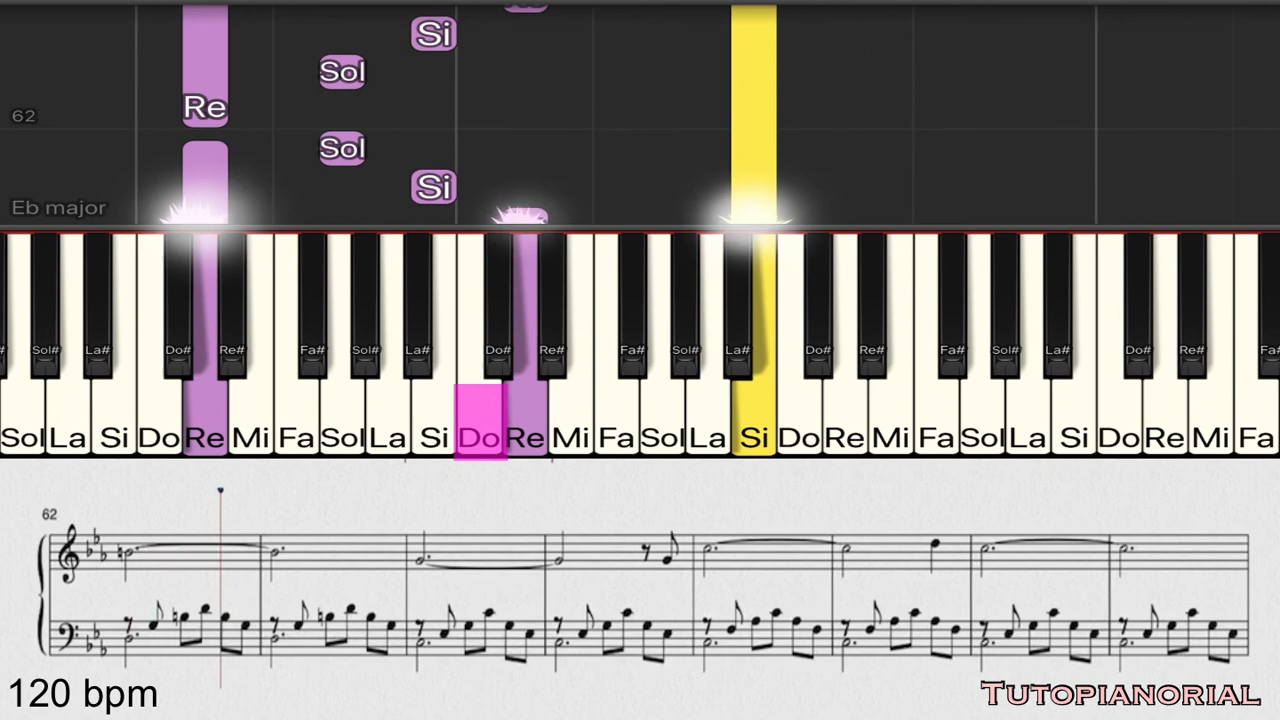 Si
Sol
Re
62
Sol
Si
Eb major
Sol# La# Do# Re# Fa# Sol# La# Do# Re# Fa# Sol# La# Do# Re# Fa# Sol# La# Do# Re# Fa
Sol La Si Do Re Mi Fa Sol La Si Do Re Mi Fa Sol La Si Do Re Mi Fa Sol La Si Do Re Mi Fa
62
120 bpm
TUTOPIANORIAL